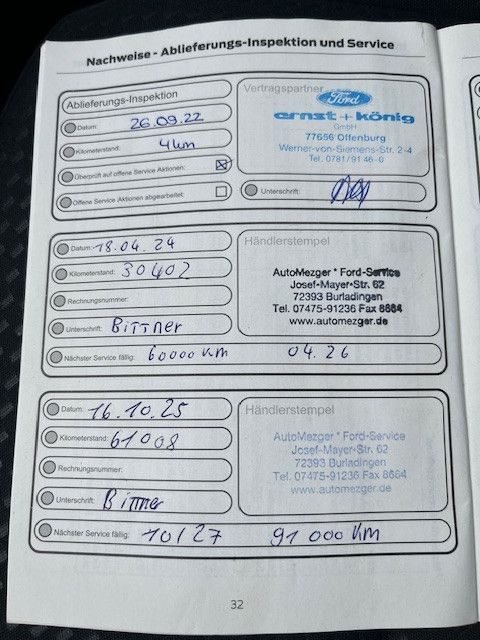 Nachweise - Ablieferungs-Inspektion und Service
Ablieferungs-Inspektion
Datum: 26.09.22
Kilometerstand: 4km
Überprüft auf offene Service Aktionen:
Offene Service Aktionen abgearbeitet:
Vertragspartner
Ford
ernst + könig
GmbH
77656 Offenburg
Werner-von-Siemens-Str. 2-4
Tel. 0781/91 46-0
Unterschrift:
Datum: 18.04.24
Kilometerstand: 30402
Rechnungsnummer:
Unterschrift: Bittner
Händlerstempel
AutoMezger * Ford-Service
Josef-Mayer-Str. 62
72393 Burladingen
Tel. 07475-91236 Fax 8664
www.automezger.de
Nächster Service fällig: 60000 km 04.26
Datum: 16.10.25
Kilometerstand: 61008
Rechnungsnummer:
Unterschrift: Bittner
Händlerstempel
AutoMezger * Ford-Service
Josef-Mayer-Str. 62
72393 Burladingen
Tel. 07475-91236 Fax 8664
www.automezger.de
Nächster Service fällig: 10/27 91 000 km
32